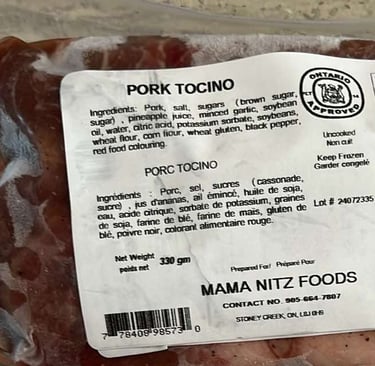 PORK TOCINO
Ingredients: Pork, salt, sugars (brown sugar,
sugar) , pineapple juice, minced garlic, soybean
oil, water, citric acid, potassium sorbate, soybeans,
wheat flour, corn flour, wheat gluten, black pepper,
red food colouring.
ONTARIO
APPROVED
Uncooked
Non cuit
Keep Frozen
Garder congelé
PORC TOCINO
Ingrédients : Porc, sel, sucres (cassonade,
sucre) , jus d'ananas, ail émincé, huile de soja,
eau, acide citrique, sorbate de potassium, graines
de soja, farine de blé, farine de maïs, gluten de
blé, poivre noir, colorant alimentaire rouge.
Lot # 24072335
Net Weight
poids net
330 gm
Prepared For/ Préparé Pour
MAMA NITZ FOODS
CONTACT NO. 905-664-7807
STONEY CREEK, ON, L8J
7 78408 98573 0